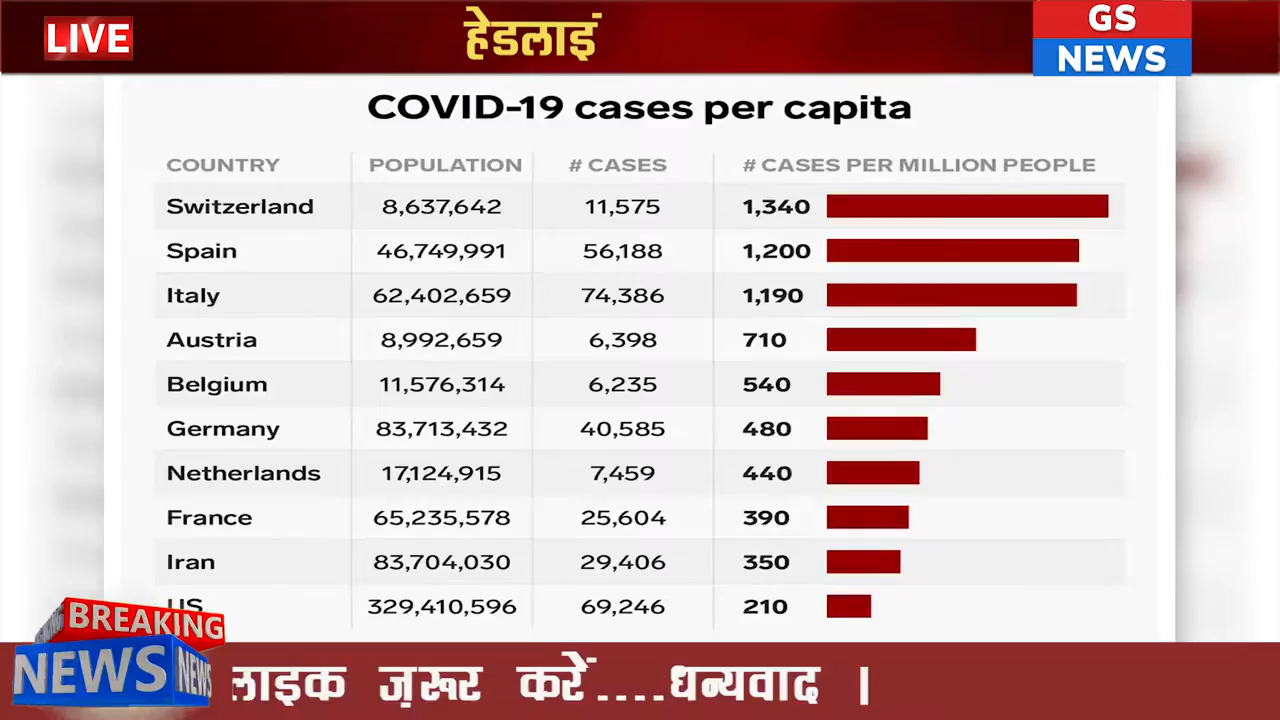 LIVE
हेडलाइं
GS
NEWS
COVID-19 cases per capita
COUNTRY POPULATION # CASES # CASES PER MILLION PEOPLE
Switzerland 8,637,642 11,575 1,340
Spain 46,749,991 56,188 1,200
Italy 62,402,659 74,386 1,190
Austria 8,992,659 6,398 710
Belgium 11,576,314 6,235 540
Germany 83,713,432 40,585 480
Netherlands 17,124,915 7,459 440
France 65,235,578 25,604 390
Iran 83,704,030 29,406 350
US 329,410,596 69,246 210
BREAKING
NEWS NEWS
लाइक ज़रूर करें....धन्यवाद |